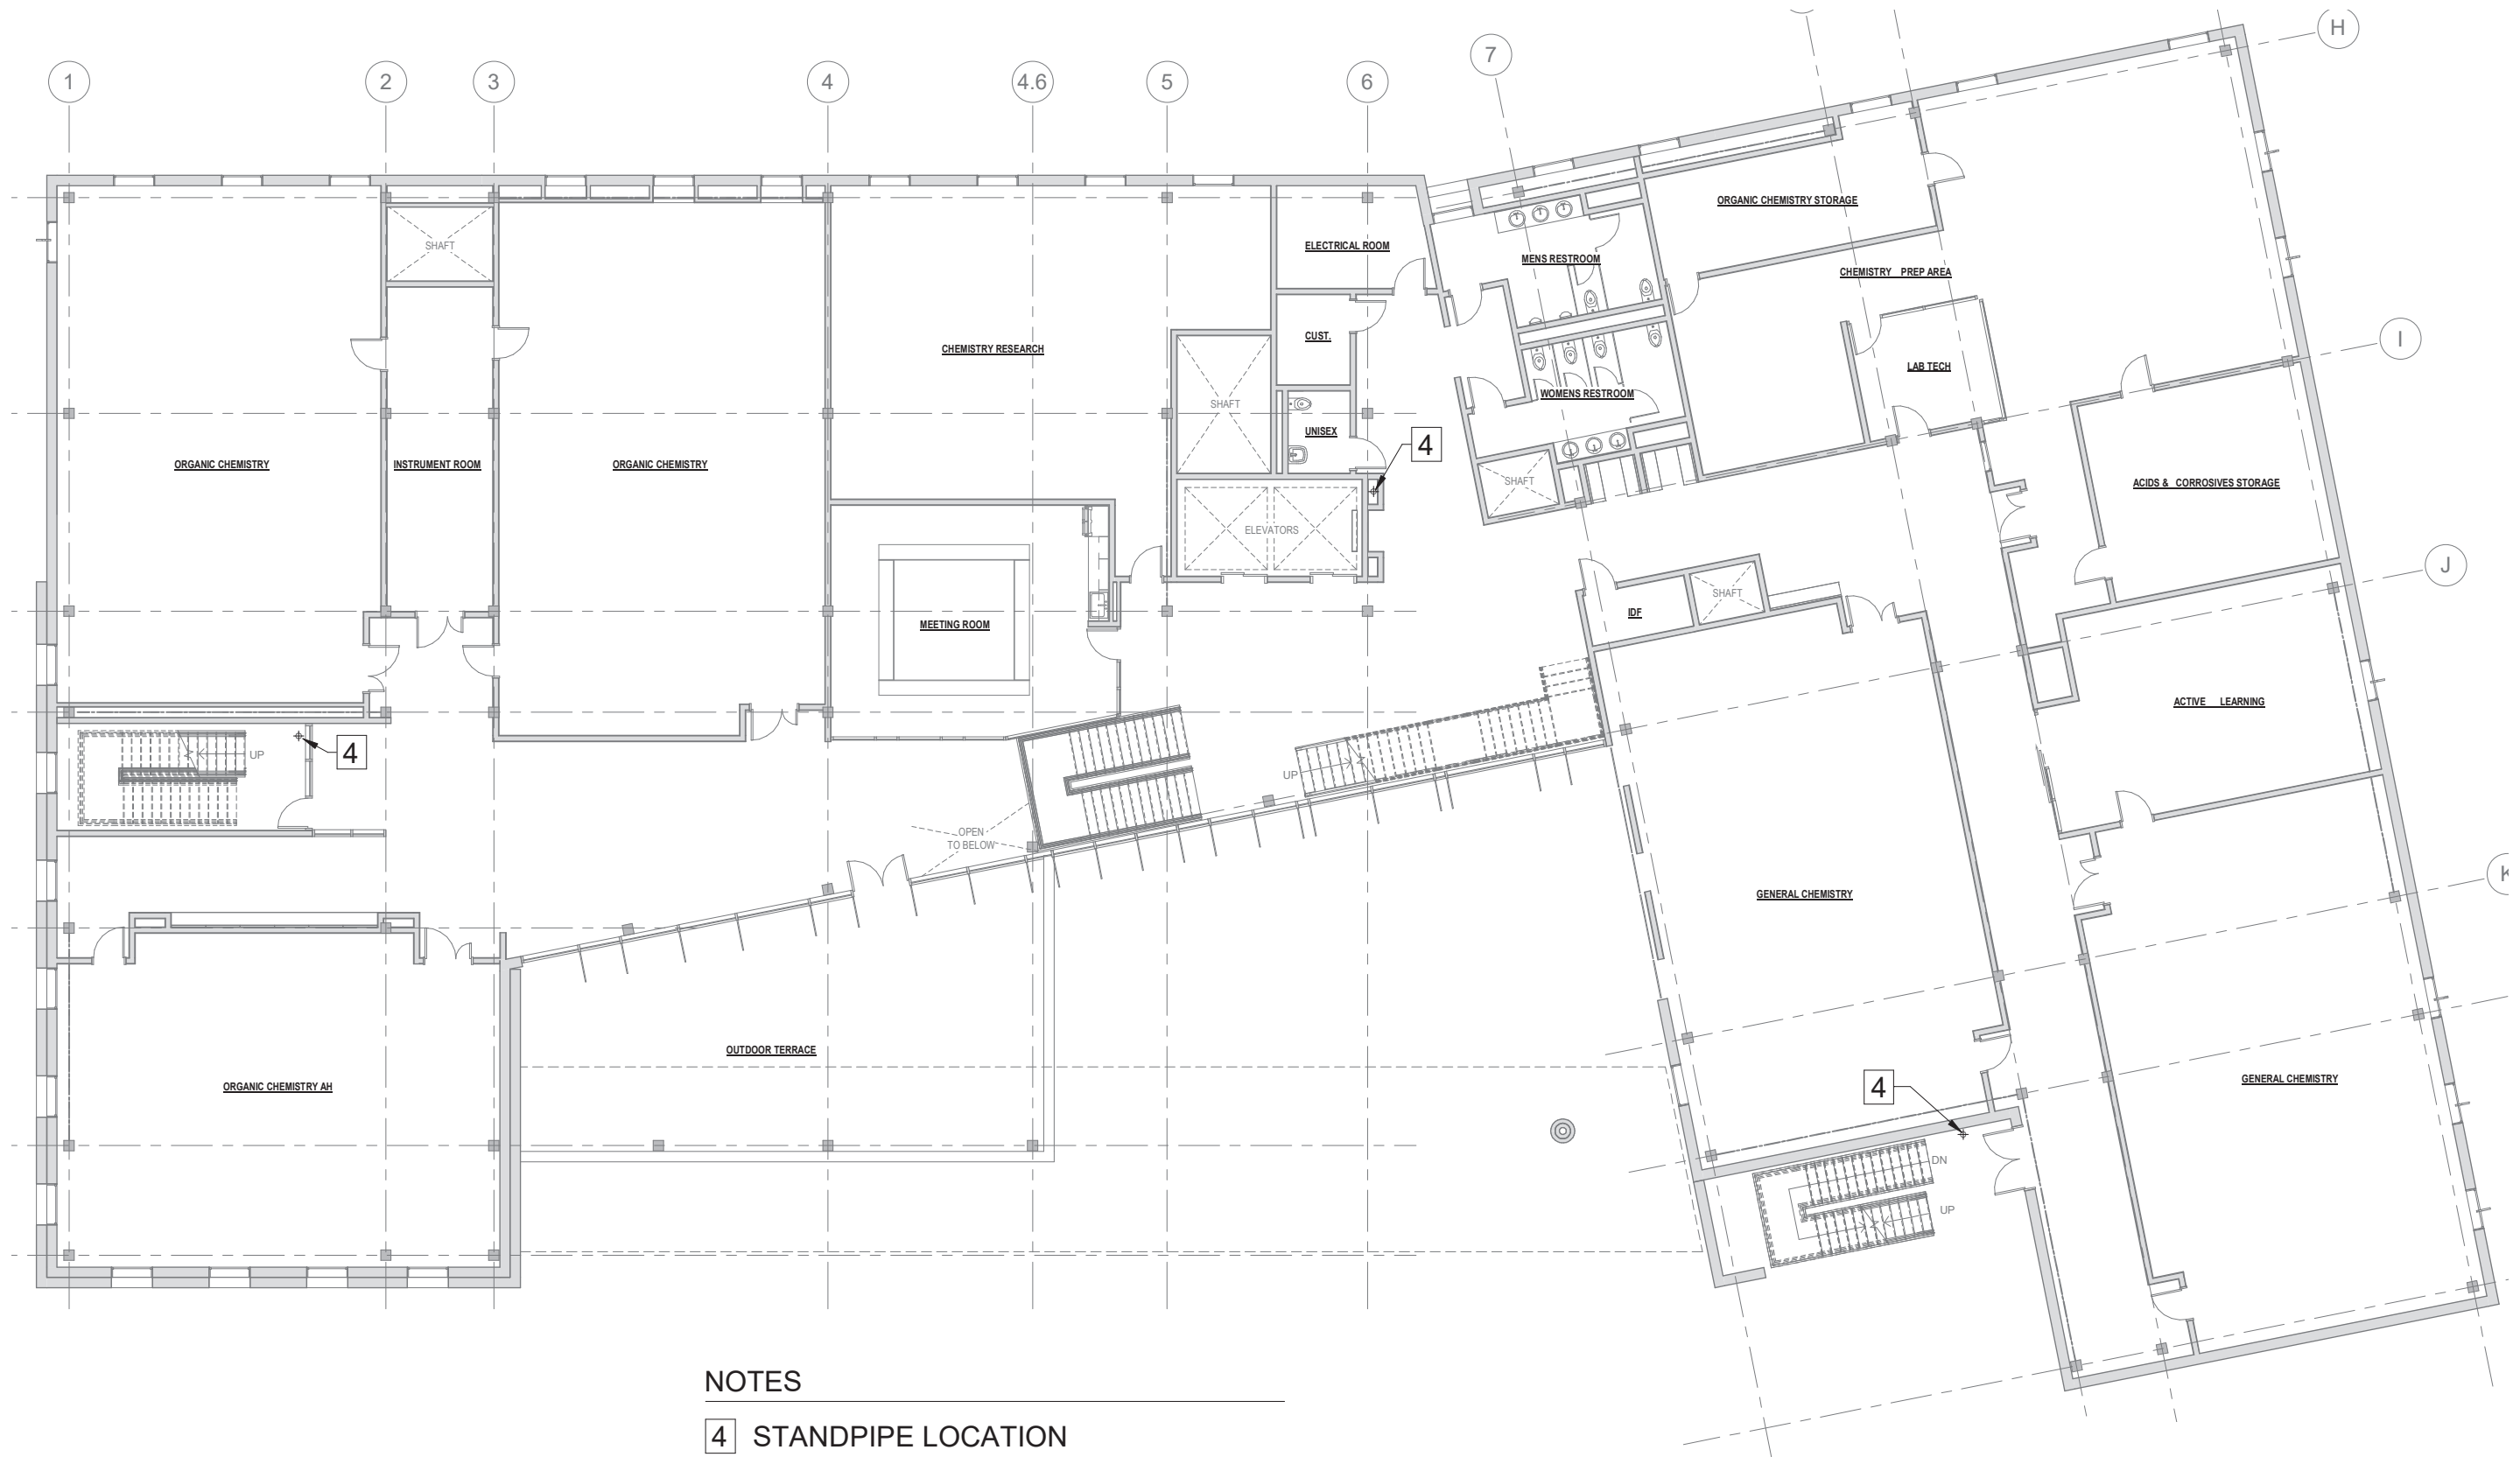 H
7
1
2
3
4
4.6
5
6
ORGANIC CHEMISTRY STORAGE
SHAFT
ELECTRICAL ROOM
MENS RESTROOM
CHEMISTRY PREP AREA
I
CUST.
CHEMISTRY RESEARCH
LAB TECH
WOMENS RESTROOM
SHAFT
UNISEX
4
ORGANIC CHEMISTRY
INSTRUMENT ROOM
ORGANIC CHEMISTRY
SHAFT
ACIDS & CORROSIVES STORAGE
ELEVATORS
J
SHAFT
IDF
MEETING ROOM
ACTIVE LEARNING
UP
4
UP
OPEN
TO BELOW
K
GENERAL CHEMISTRY
OUTDOOR TERRACE
ORGANIC CHEMISTRY AH
4
GENERAL CHEMISTRY
DN
UP
NOTES
4 STANDPIPE LOCATION